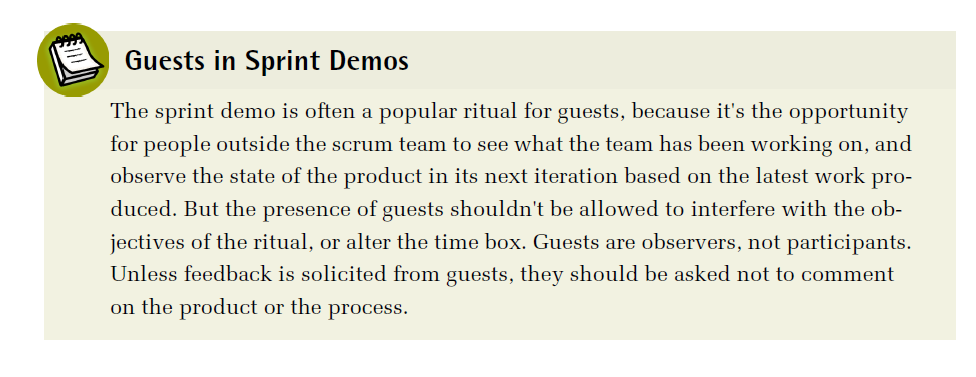 Guests in Sprint Demos
The sprint demo is often a popular ritual for guests, because it's the opportunity
for people outside the scrum team to see what the team has been working on, and
observe the state of the product in its next iteration based on the latest work pro-
duced. But the presence of guests shouldn't be allowed to interfere with the ob-
jectives of the ritual, or alter the time box. Guests are observers, not participants.
Unless feedback is solicited from guests, they should be asked not to comment
on the product or the process.